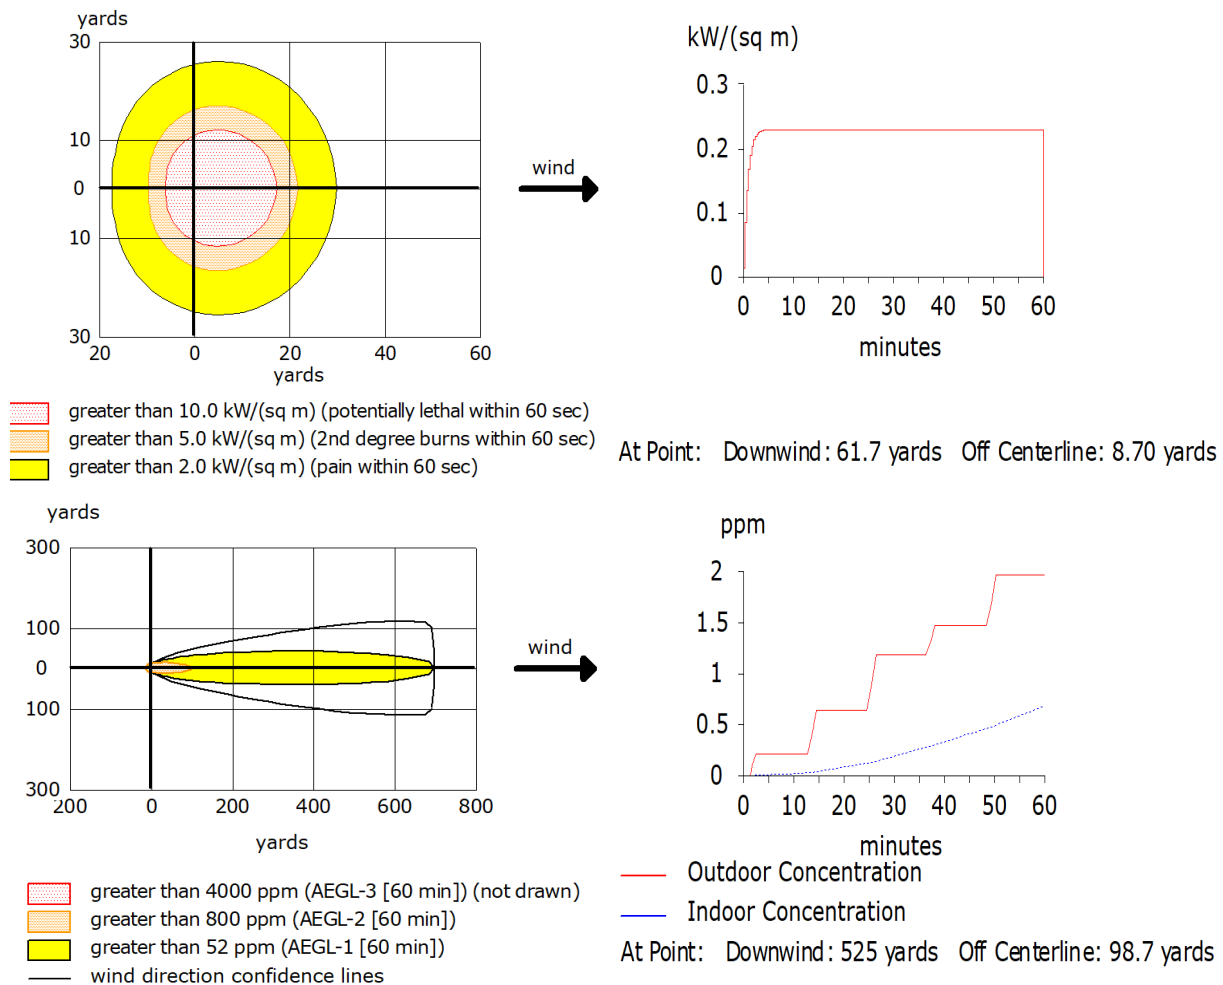 yards
30
10
0
10
30
20 0 20 40 60
yards
wind
greater than 10.0 kW/(sq m) (potentially lethal within 60 sec)
greater than 5.0 kW/(sq m) (2nd degree burns within 60 sec)
greater than 2.0 kW/(sq m) (pain within 60 sec)
kW/(sq m)
0.3
0.2
0.1
0
0 10 20 30 40 50 60
minutes
At Point: Downwind: 61.7 yards Off Centerline: 8.70 yards
yards
300
100
0
100
300
200 0 200 400 600 800
yards
wind
greater than 4000 ppm (AEGL-3 [60 min]) (not drawn)
greater than 800 ppm (AEGL-2 [60 min])
greater than 52 ppm (AEGL-1 [60 min])
wind direction confidence lines
ppm
2
1.5
1
0.5
0
0 10 20 30 40 50 60
minutes
Outdoor Concentration
Indoor Concentration
At Point: Downwind: 525 yards Off Centerline: 98.7 yards